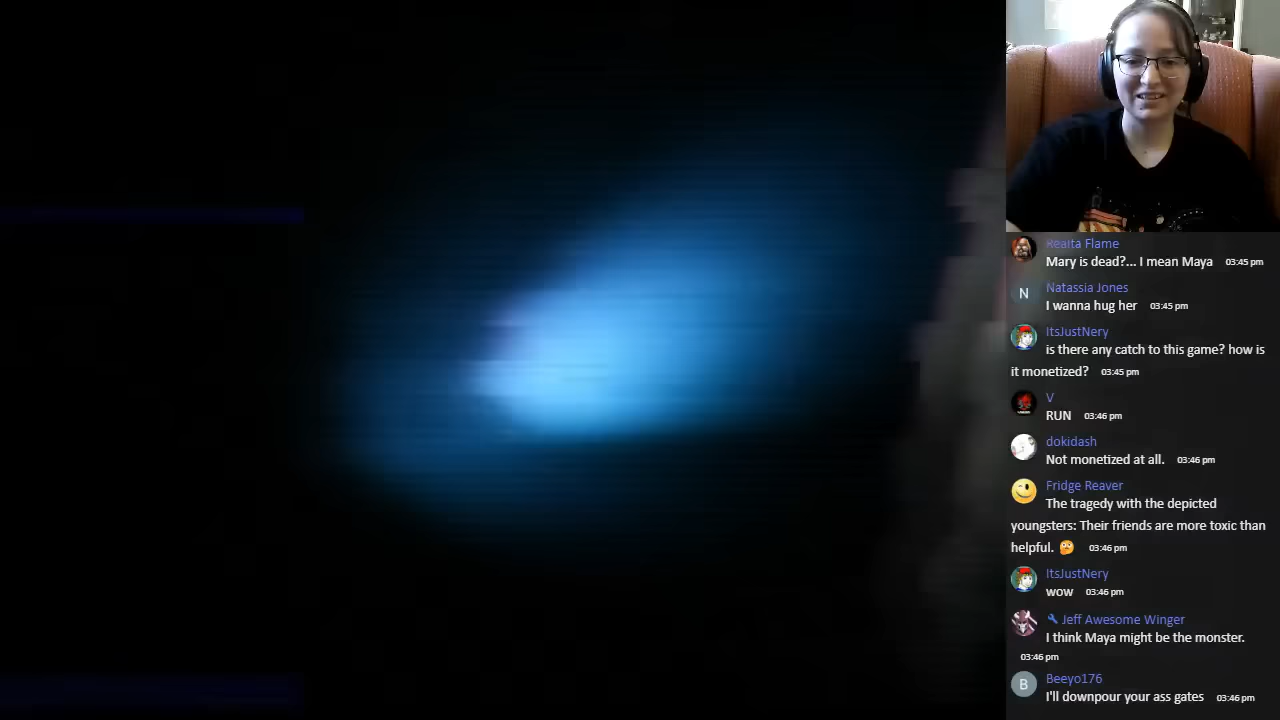 Realta Flame
Mary is dead?... I mean Maya 03:45 pm
N Natassia Jones
I wanna hug her 03:45 pm
ItsJustNery
is there any catch to this game? how is
it monetized? 03:45 pm
V
RUN 03:46 pm
dokidash
Not monetized at all. 03:46 pm
Fridge Reaver
The tragedy with the depicted
youngsters: Their friends are more toxic than
helpful. 03:46 pm
ItsJustNery
wow 03:46 pm
Jeff Awesome Winger
I think Maya might be the monster.
03:46 pm
B Beeyo176
I'll downpour your ass gates 03:46 pm